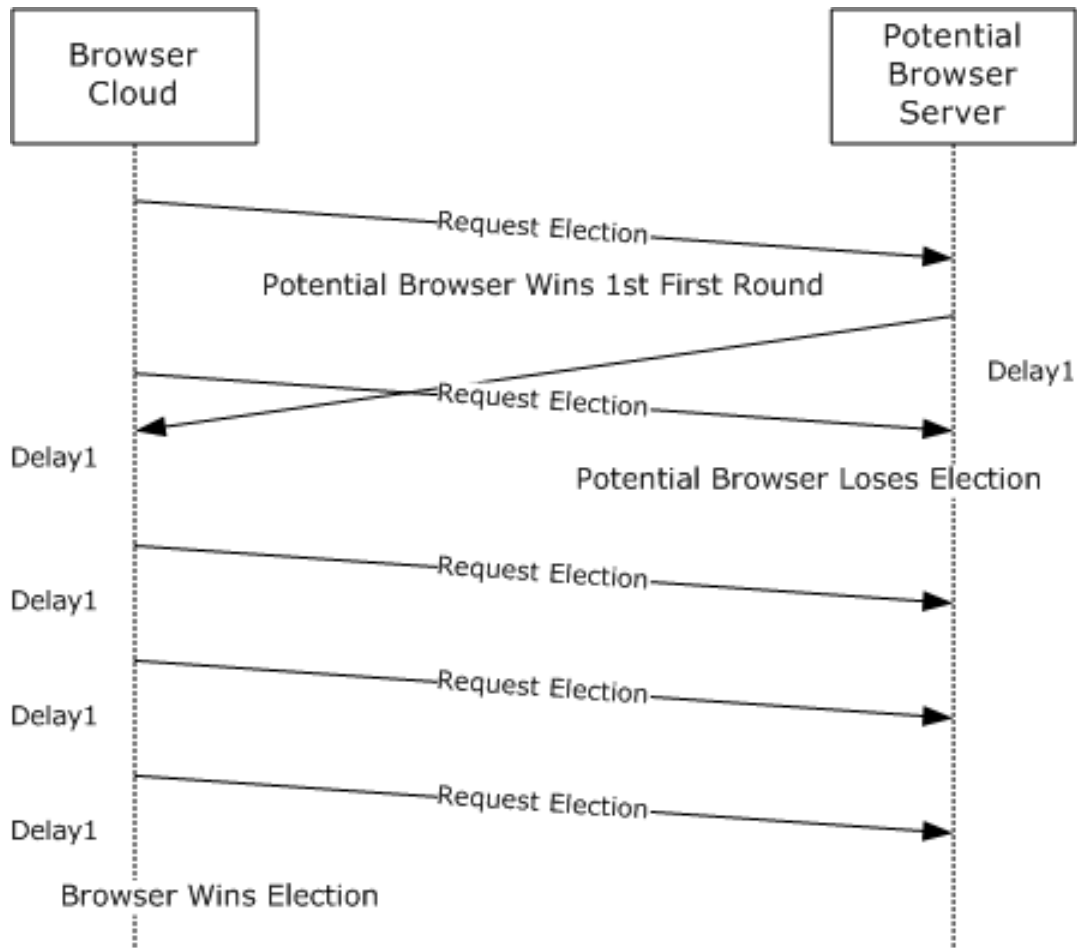 Browser
Cloud
Potential
Browser
Server
Request Election
Potential Browser Wins 1st First Round
Delay1
Request Election
Delay1
Potential Browser Loses Election
Request Election
Delay1
Request Election
Delay1
Request Election
Delay1
Browser Wins Election